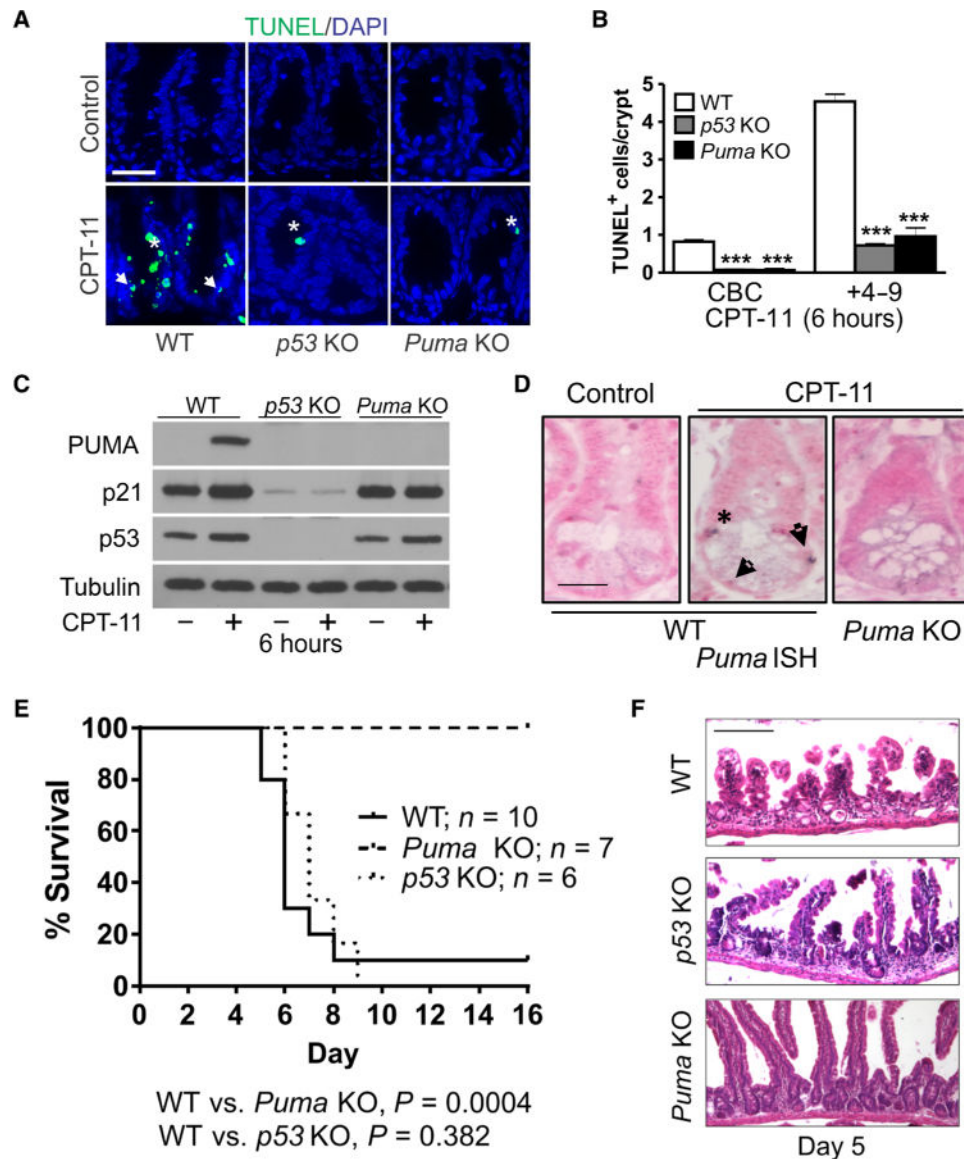 A
TUNEL/DAPI
Control
CPT-11
*
*
*
WT
p53 KO
Puma KO
B
TUNEL+ cells/crypt
5
4
3
2
1
0
WT
p53 KO
Puma KO
*** ***
*** ***
CBC
+4–9
CPT-11 (6 hours)
C
WT
p53 KO
Puma KO
PUMA
p21
p53
Tubulin
CPT-11
– + – + – +
6 hours
D
Control
CPT-11
*
WT
Puma KO
Puma ISH
E
% Survival
100
80
60
40
20
0
WT; n = 10
Puma KO; n = 7
p53 KO; n = 6
0 2 4 6 8 10 12 14 16
Day
WT vs. Puma KO, P = 0.0004
WT vs. p53 KO, P = 0.382
F
WT
p53 KO
Puma KO
Day 5